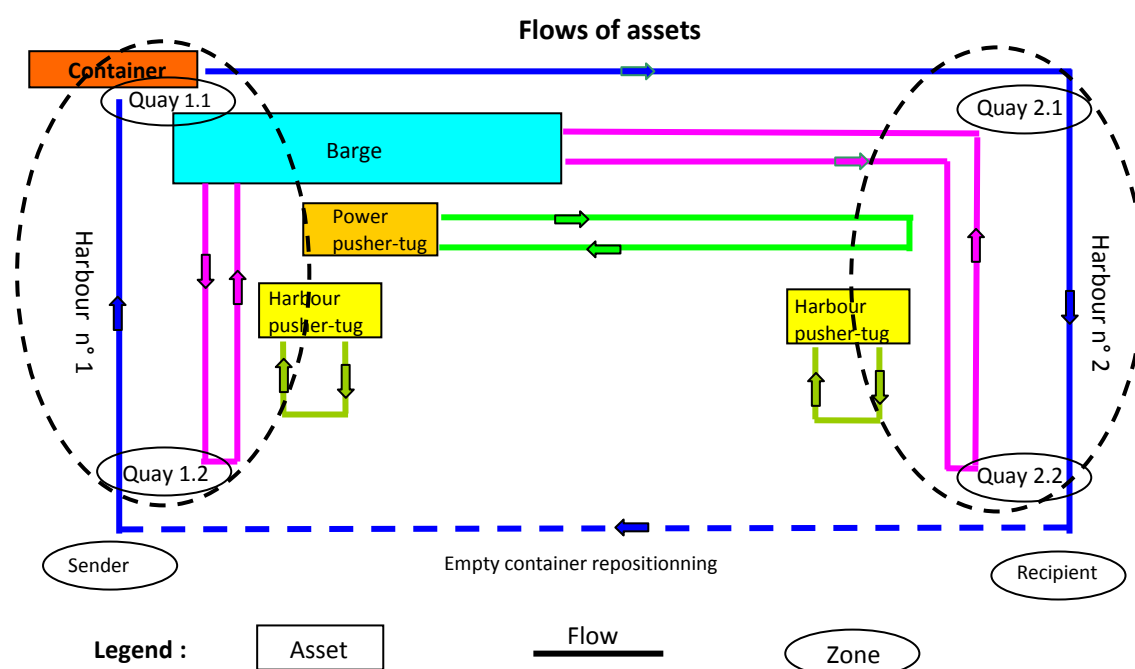 Flows of assets
Container
Quay 1.1
Quay 2.1
Barge
Power
pusher-tug
Harbour n° 1
Harbour
pusher-tug
Harbour
pusher-tug
Harbour n° 2
Quay 1.2
Quay 2.2
Sender
Empty container repositionning
Recipient
Legend :
Asset
Flow
Zone